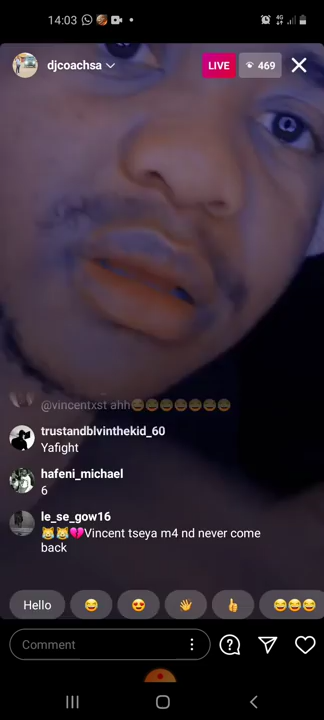 14:03
4G
djcoachsa
LIVE
469
@vincentxst ahh😂😅😅😅😅😅😅
trustandblvinthekid_60
Yafight
hafeni_michael
6
le_se_gow16
😹😹💔Vincent tseya m4 nd never come
back
Hello
😂
😍
👋
👍
😂😂😂
Comment